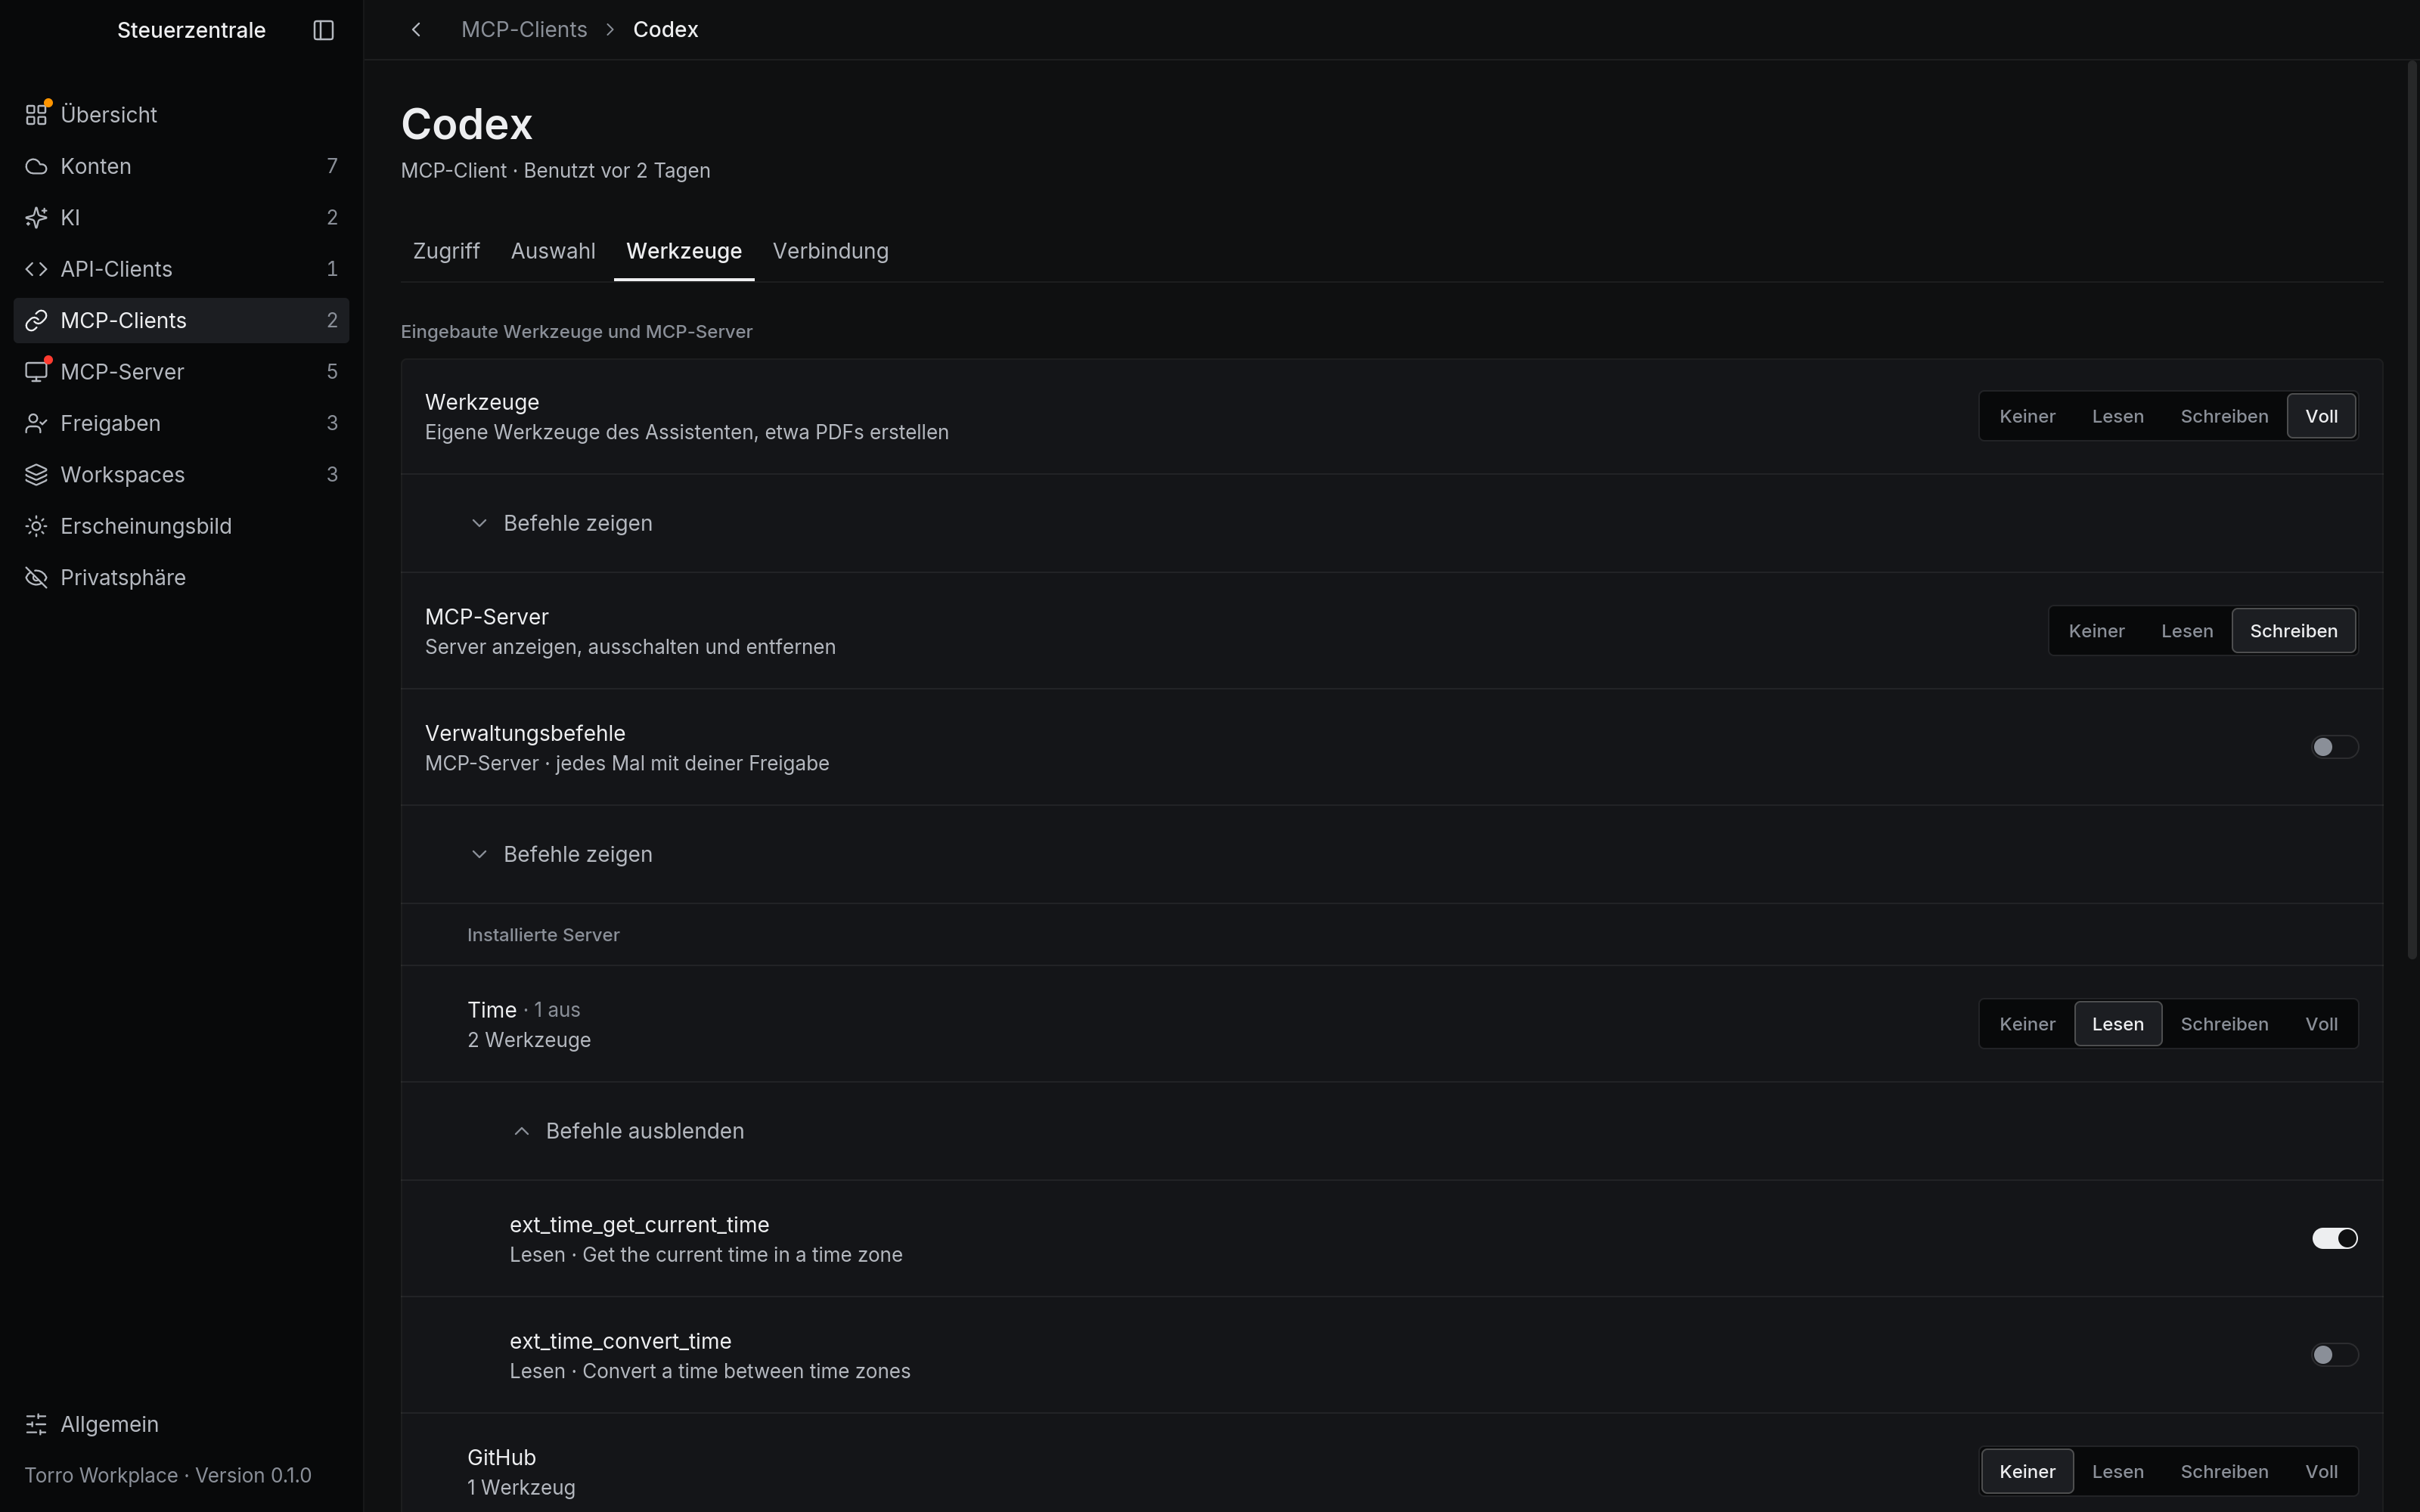 Steuerzentrale
Übersicht
Konten 7
KI 2
API-Clients 1
MCP-Clients 2
MCP-Server 5
Freigaben 3
Workspaces 3
Erscheinungsbild
Privatsphäre
Allgemein
Torro Workplace · Version 0.1.0
MCP-Clients > Codex
Codex
MCP-Client · Benutzt vor 2 Tagen
Zugriff Auswahl Werkzeuge Verbindung
Eingebaute Werkzeuge und MCP-Server
Werkzeuge
Eigene Werkzeuge des Assistenten, etwa PDFs erstellen
Keiner Lesen Schreiben Voll
Befehle zeigen
MCP-Server
Server anzeigen, ausschalten und entfernen
Keiner Lesen Schreiben
Verwaltungsbefehle
MCP-Server · jedes Mal mit deiner Freigabe
Befehle zeigen
Installierte Server
Time · 1 aus
2 Werkzeuge
Keiner Lesen Schreiben Voll
Befehle ausblenden
ext_time_get_current_time
Lesen · Get the current time in a time zone
ext_time_convert_time
Lesen · Convert a time between time zones
GitHub
1 Werkzeug
Keiner Lesen Schreiben Voll